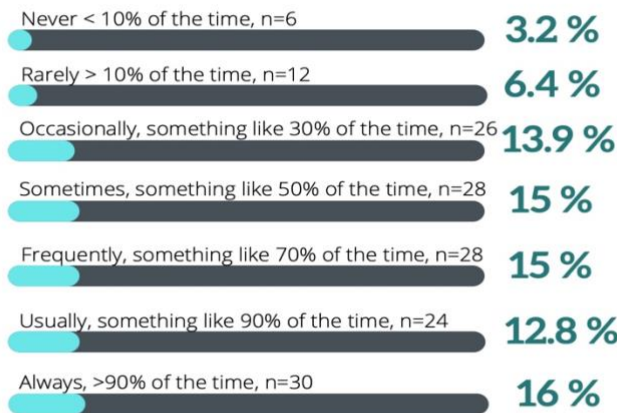 Never < 10% of the time, n=6
3.2 %
Rarely > 10% of the time, n=12
6.4 %
Occasionally, something like 30% of the time, n=26
13.9 %
Sometimes, something like 50% of the time, n=28
15 %
Frequently, something like 70% of the time, n=28
15 %
Usually, something like 90% of the time, n=24
12.8 %
Always, >90% of the time, n=30
16 %